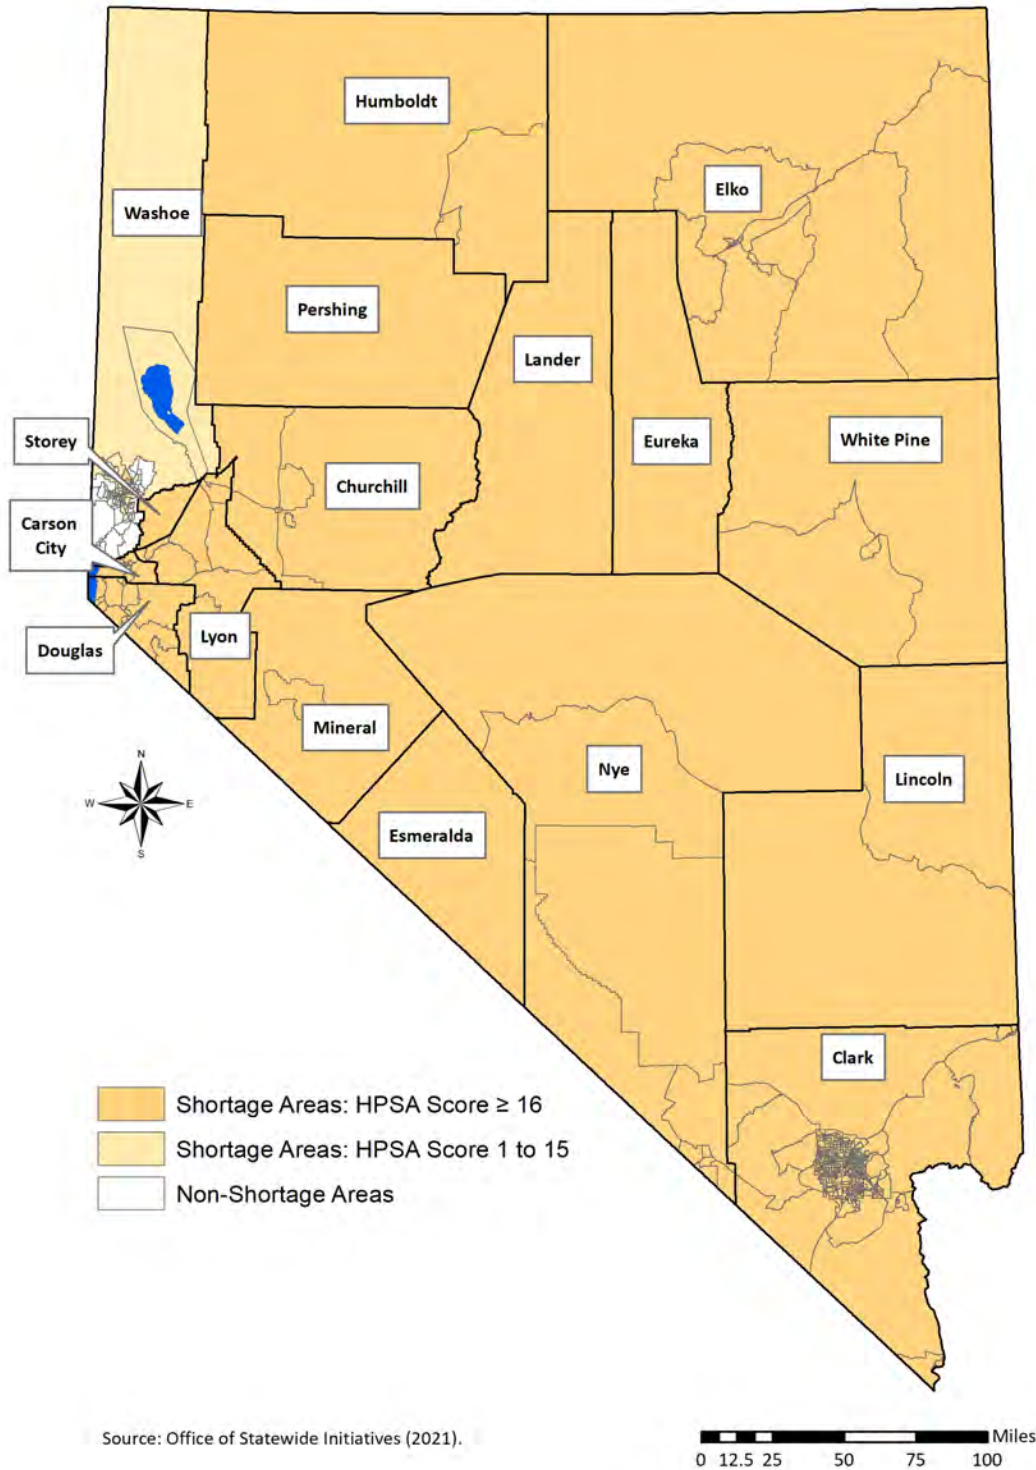 Humboldt
Elko
Washoe
Pershing
Lander
Storey
Eureka
White Pine
Churchill
Carson
City
Lyon
Douglas
Mineral
Nye
Lincoln
N
W
E
S
Esmeralda
Clark
Shortage Areas: HPSA Score ≥ 16
Shortage Areas: HPSA Score 1 to 15
Non-Shortage Areas
Source: Office of Statewide Initiatives (2021).
Miles
0 12.5 25 50 75 100